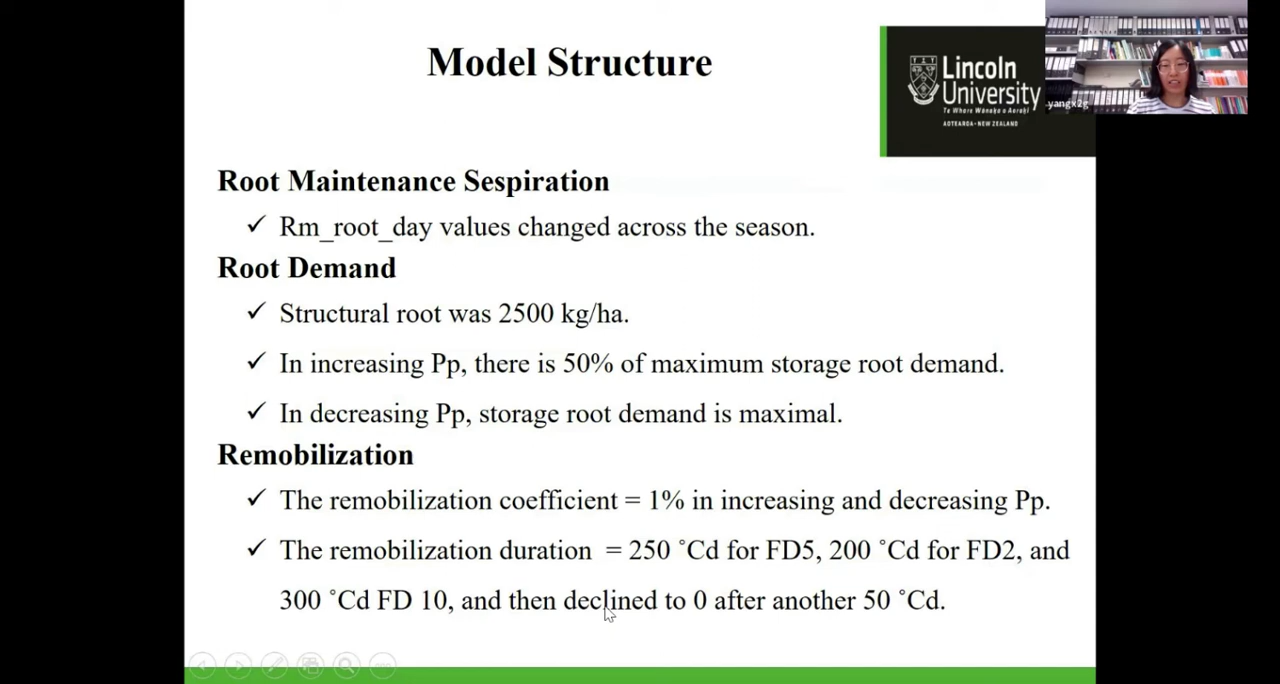 Model Structure
Lincoln
University
Te Whare Wānaka o Aoraki
AOTEAROA • NEW ZEALAND
yangx2g
Root Maintenance Sespiration
✓ Rm_root_day values changed across the season.
Root Demand
✓ Structural root was 2500 kg/ha.
✓ In increasing Pp, there is 50% of maximum storage root demand.
✓ In decreasing Pp, storage root demand is maximal.
Remobilization
✓ The remobilization coefficient = 1% in increasing and decreasing Pp.
✓ The remobilization duration = 250 ˚Cd for FD5, 200 ˚Cd for FD2, and
300 ˚Cd FD 10, and then declined to 0 after another 50 ˚Cd.